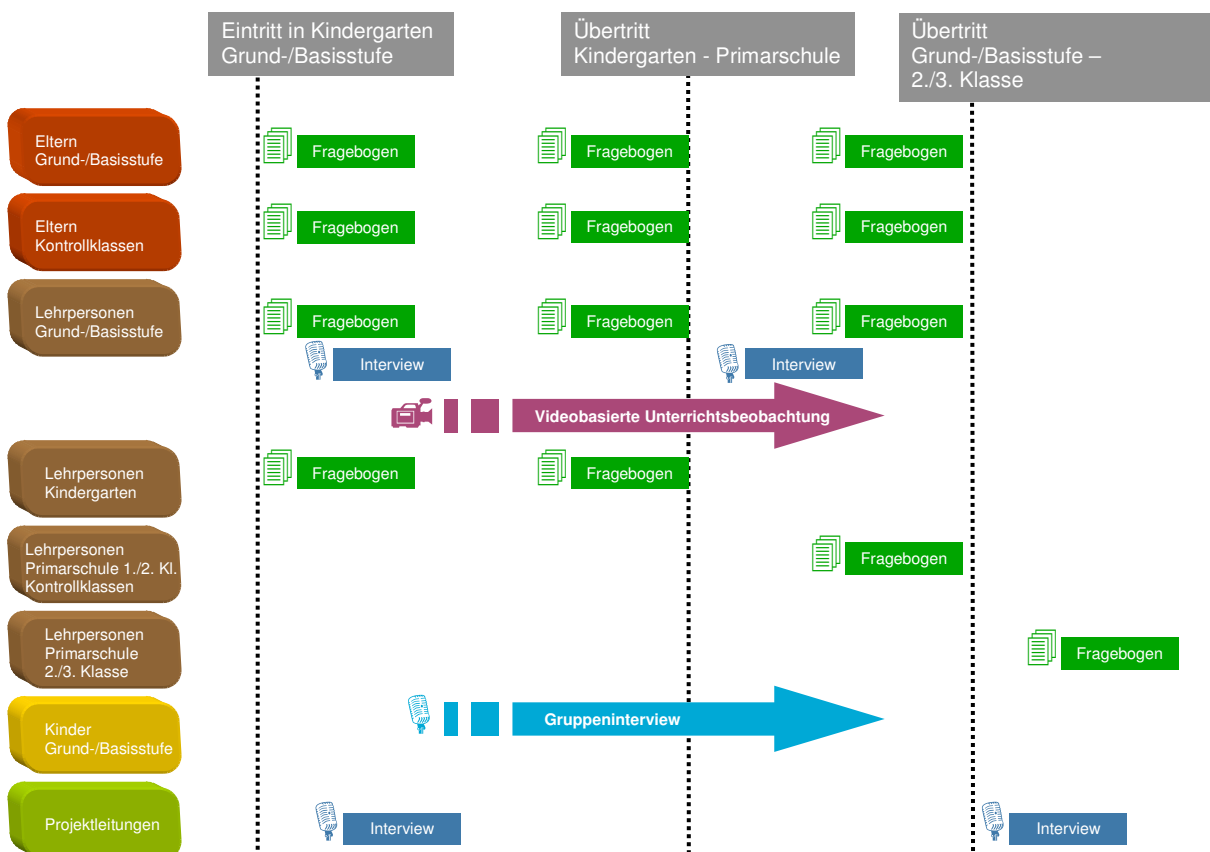 Eintritt in Kindergarten
Grund-/Basisstufe
Übertritt
Kindergarten - Primarschule
Übertritt
Grund-/Basisstufe –
2./3. Klasse
Eltern
Grund-/Basisstufe
Fragebogen
Fragebogen
Fragebogen
Eltern
Kontrollklassen
Fragebogen
Fragebogen
Fragebogen
Lehrpersonen
Grund-/Basisstufe
Fragebogen
Fragebogen
Fragebogen
Interview
Interview
Videobasierte Unterrichtsbeobachtung
Lehrpersonen
Kindergarten
Fragebogen
Fragebogen
Lehrpersonen
Primarschule 1./2. Kl.
Kontrollklassen
Fragebogen
Lehrpersonen
Primarschule
2./3. Klasse
Fragebogen
Kinder
Grund-/Basisstufe
Gruppeninterview
Projektleitungen
Interview
Interview